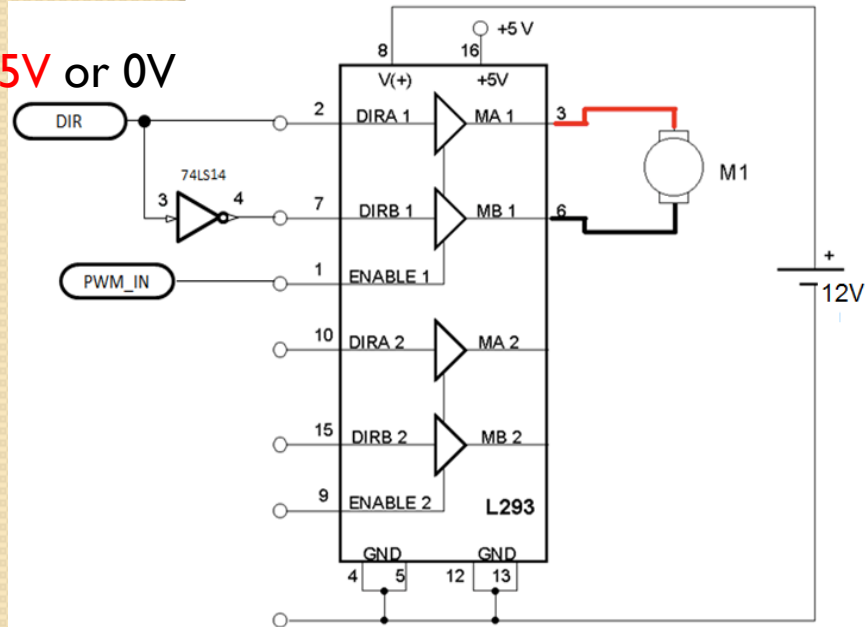 +5 V
8
16
5V or 0V
V(+)
+5V
DIR
2
DIRA 1
MA 1
3
74LS14
M1
3
4
7
DIRB 1
MB 1
6
PWM_IN
1
ENABLE 1
+
12V
10
DIRA 2
MA 2
15
DIRB 2
MB 2
9
ENABLE 2
L293
GND
GND
4
5
12
13